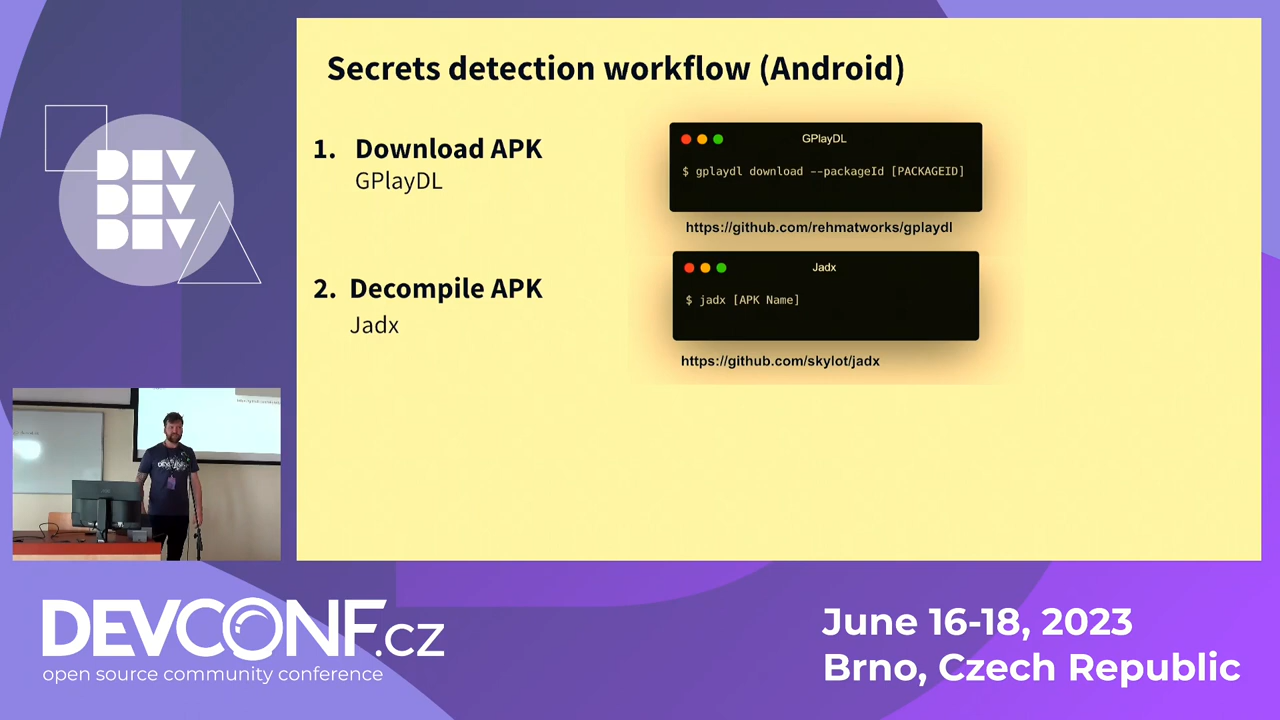 Secrets detection workflow (Android)
1. Download APK
GPlayDL
GPlayDL
$ gplaydl download --packageId [PACKAGEID]
https://github.com/rehmatworks/gplaydl
2. Decompile APK
Jadx
Jadx
$ jadx [APK Name]
https://github.com/skylot/jadx
DEV
DEV
DEV
DEVCONF.cz
open source community conference
June 16-18, 2023
Brno, Czech Republic